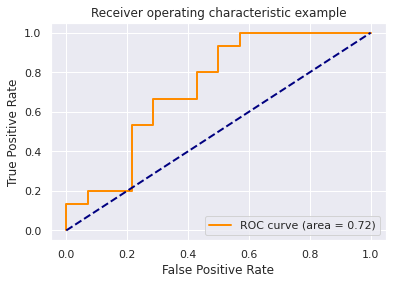 Receiver operating characteristic example
True Positive Rate
1.0
0.8
0.6
0.4
0.2
0.0
ROC curve (area = 0.72)
0.0 0.2 0.4 0.6 0.8 1.0
False Positive Rate